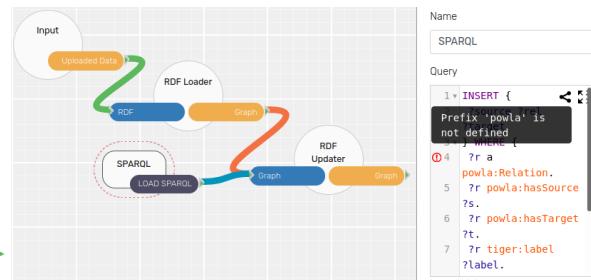 Input
Uploaded Data
RDF Loader
RDF
Graph
RDF
Updater
Graph
Graph
SPARQL
LOAD SPARQL
Name
SPARQL
Query
1 INSERT {
?source ?rel
Prefix 'powla' is
not defined
} WHERE {
4 ?r a
powla:Relation.
5 ?r powla:hasSource
?s.
6 ?r powla:hasTarget
?t.
7 ?r tiger:label
?label.